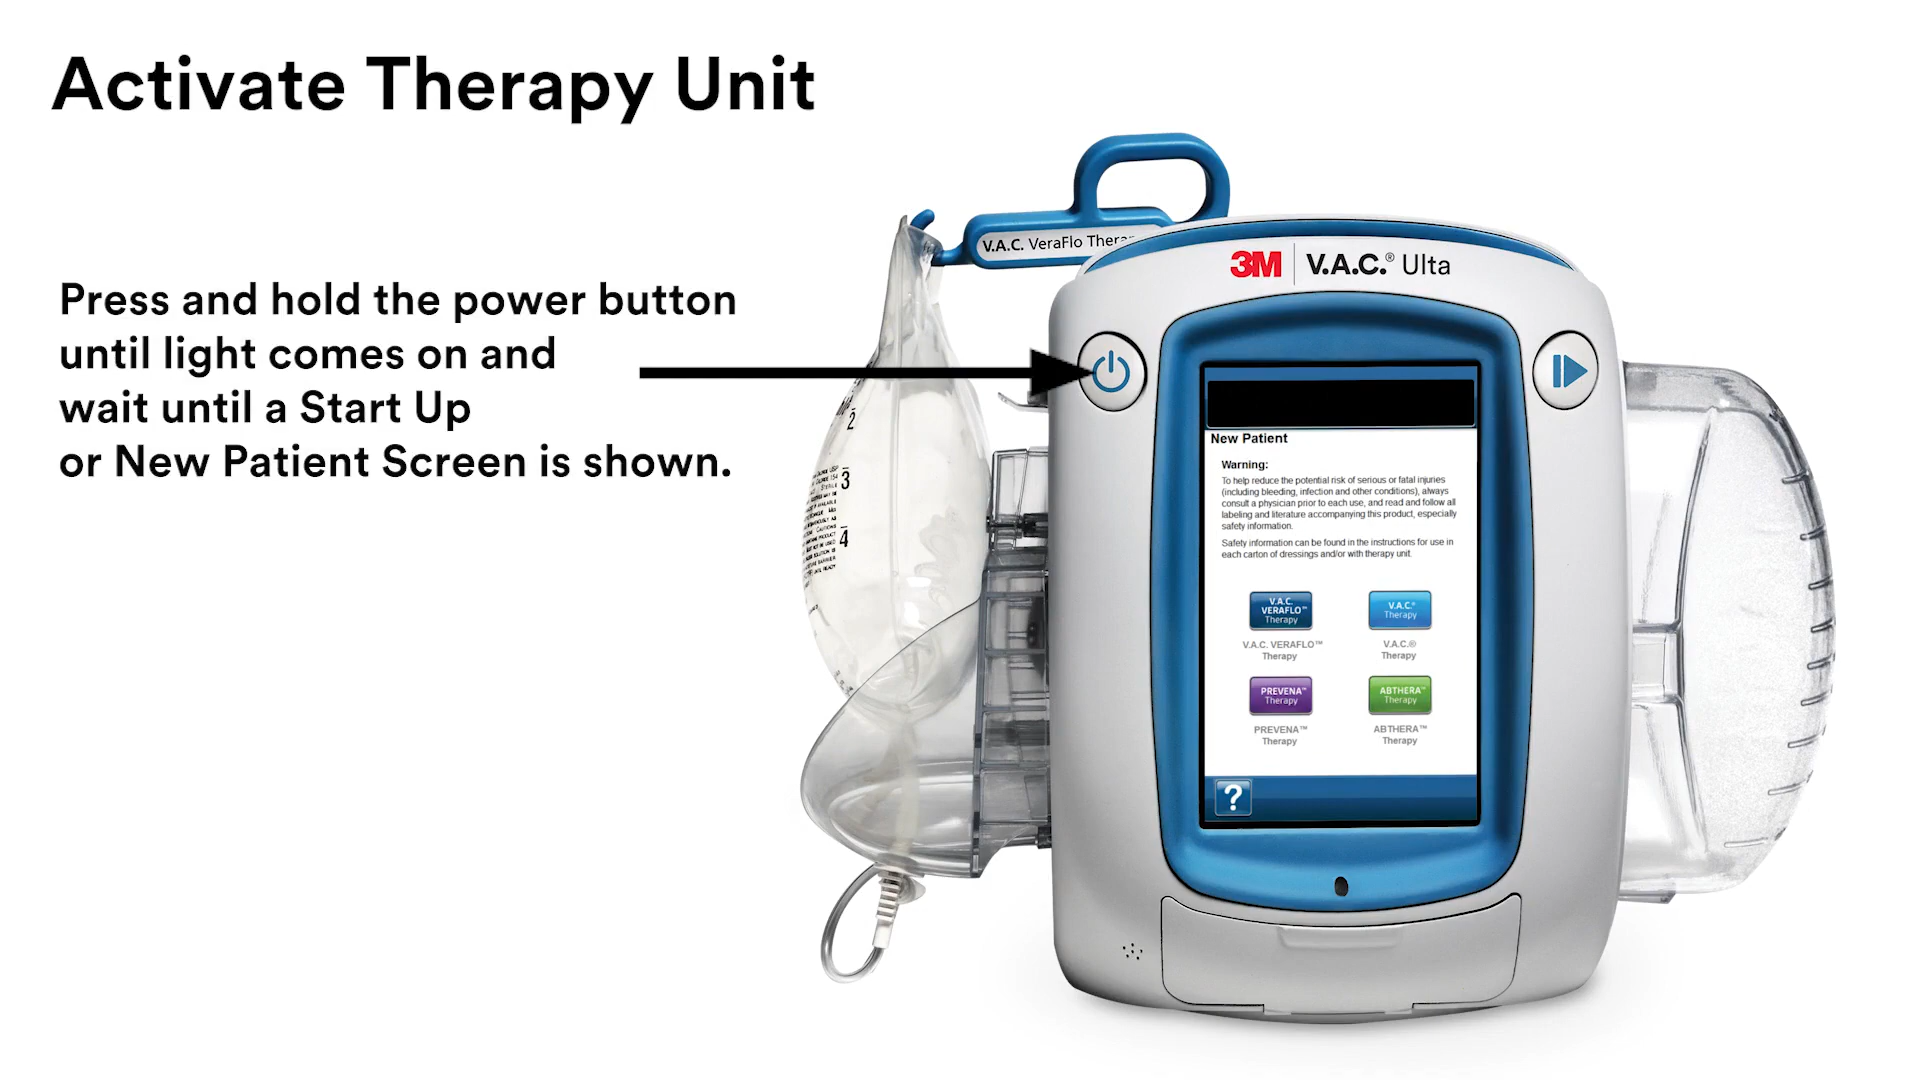 Activate Therapy Unit
Press and hold the power button
until light comes on and
wait until a Start Up
or New Patient Screen is shown.
V.A.C. VeraFlo
3M V.A.C.® Ulta
New Patient
Warning:
To help reduce the potential risk of serious or fatal injuries
(including bleeding, infection and other conditions), always
consult a physician prior to each use, and read and follow all
labeling and literature accompanying this product, especially
safety information.
Safety information can be found in the instructions for use in
each carton of dressings and/or with therapy unit.
V.A.C.
VERAFLO™
Therapy
V.A.C.®
Therapy
V.A.C. VERAFLO™
Therapy
V.A.C.®
Therapy
PREVENA™
Therapy
ABTHERA™
Therapy
PREVENA™
Therapy
ABTHERA™
Therapy
?
2
3
4